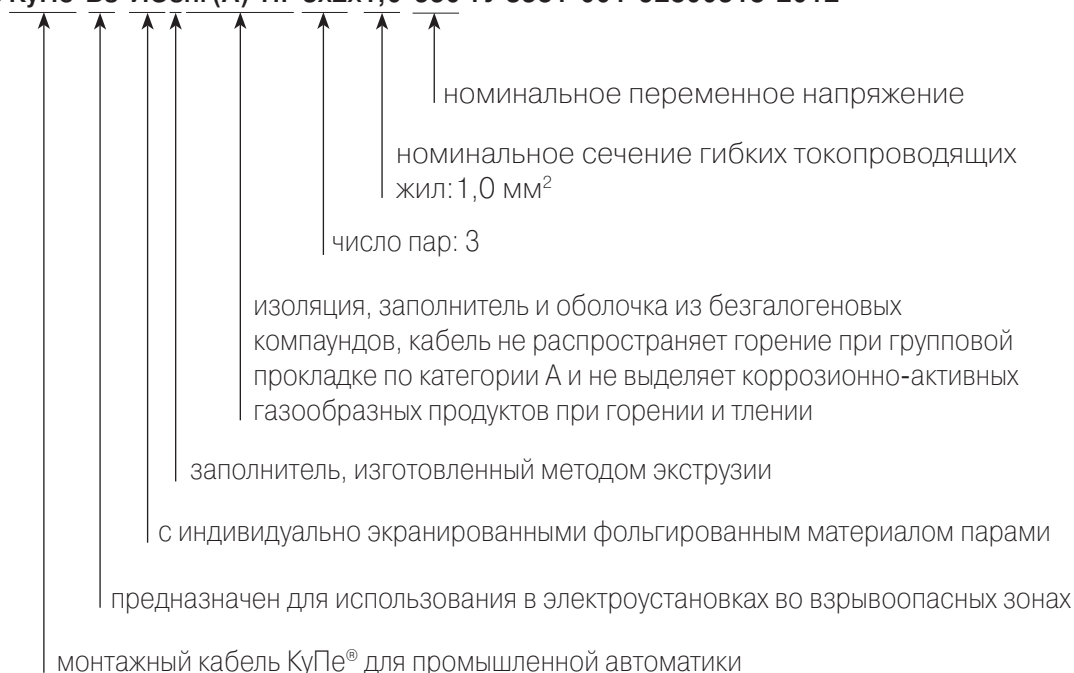 номинальное переменное напряжение
номинальное сечение гибких токопроводящих
жил: 1,0 мм²
число пар: 3
изоляция, заполнитель и оболочка из безгалогеновых
компаундов, кабель не распространяет горение при групповой
прокладке по категории А и не выделяет коррозионно-активных
газообразных продуктов при горении и тлении
заполнитель, изготовленный методом экструзии
с индивидуально экранированными фольгированным материалом парами
предназначен для использования в электроустановках во взрывоопасных зонах
монтажный кабель КуПе® для промышленной автоматики